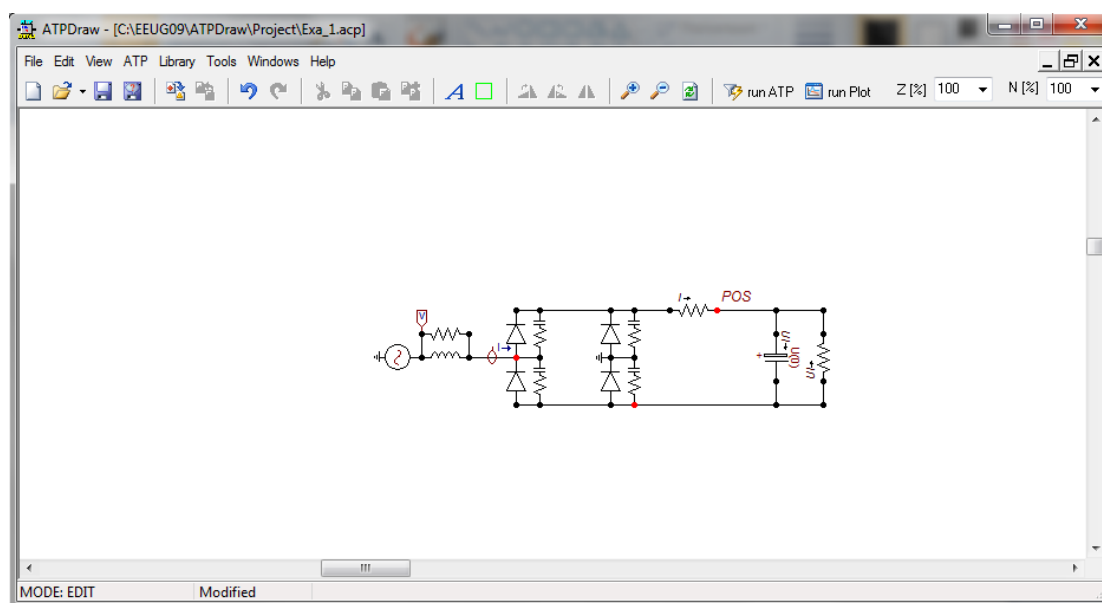 ATPDraw - [C:\EEUG09\ATPDraw\Project\Exa_1.acp]
File Edit View ATP Library Tools Windows Help
A run ATP run Plot Z [%] 100 N [%] 100
I POS
V
I
U(0)
+
MODE: EDIT Modified